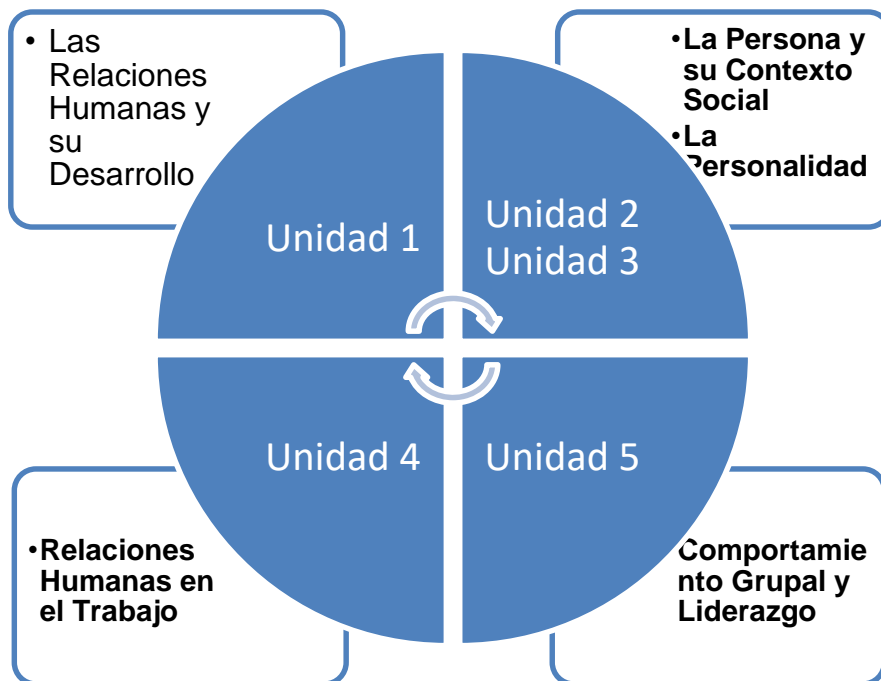 • Las
Relaciones
Humanas y
su
Desarrollo
•La Persona y
su Contexto
Social
•La
Personalidad
Unidad 1
Unidad 2
Unidad 3
Unidad 4
Unidad 5
•Relaciones
Humanas en
el Trabajo
Comportamie
nto Grupal y
Liderazgo